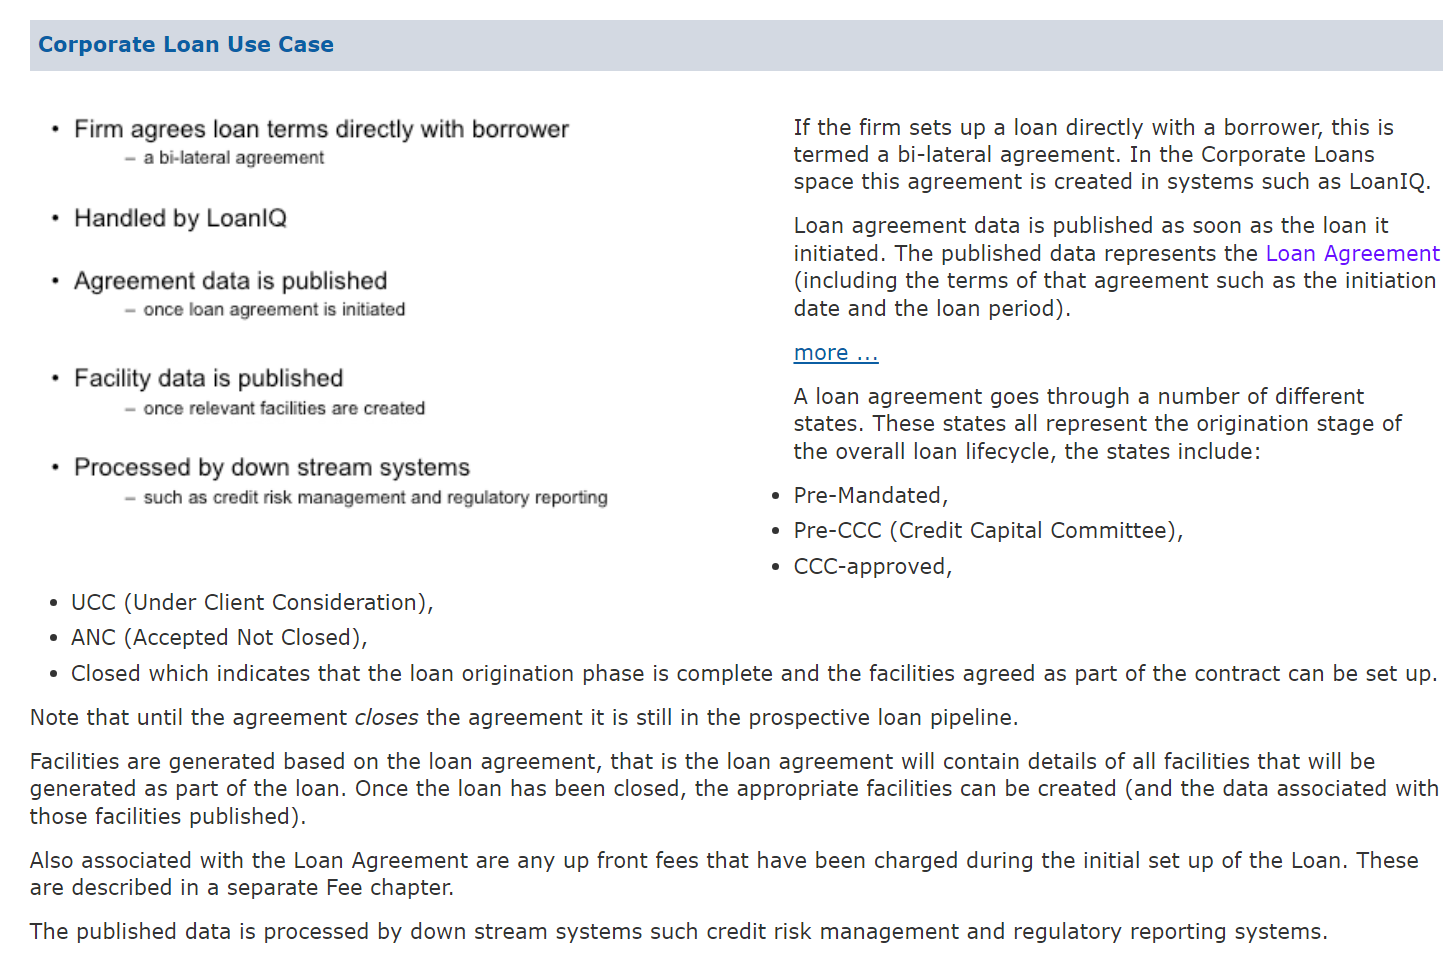 Corporate Loan Use Case
• Firm agrees loan terms directly with borrower
– a bi-lateral agreement
• Handled by LoanIQ
• Agreement data is published
– once loan agreement is initiated
• Facility data is published
– once relevant facilities are created
• Processed by down stream systems
– such as credit risk management and regulatory reporting
If the firm sets up a loan directly with a borrower, this is
termed a bi-lateral agreement. In the Corporate Loans
space this agreement is created in systems such as LoanIQ.
Loan agreement data is published as soon as the loan it
initiated. The published data represents the Loan Agreement
(including the terms of that agreement such as the initiation
date and the loan period).
more ...
A loan agreement goes through a number of different
states. These states all represent the origination stage of
the overall loan lifecycle, the states include:
• Pre-Mandated,
• Pre-CCC (Credit Capital Committee),
• CCC-approved,
• UCC (Under Client Consideration),
• ANC (Accepted Not Closed),
• Closed which indicates that the loan origination phase is complete and the facilities agreed as part of the contract can be set up.
Note that until the agreement closes the agreement it is still in the prospective loan pipeline.
Facilities are generated based on the loan agreement, that is the loan agreement will contain details of all facilities that will be
generated as part of the loan. Once the loan has been closed, the appropriate facilities can be created (and the data associated with
those facilities published).
Also associated with the Loan Agreement are any up front fees that have been charged during the initial set up of the Loan. These
are described in a separate Fee chapter.
The published data is processed by down stream systems such credit risk management and regulatory reporting systems.